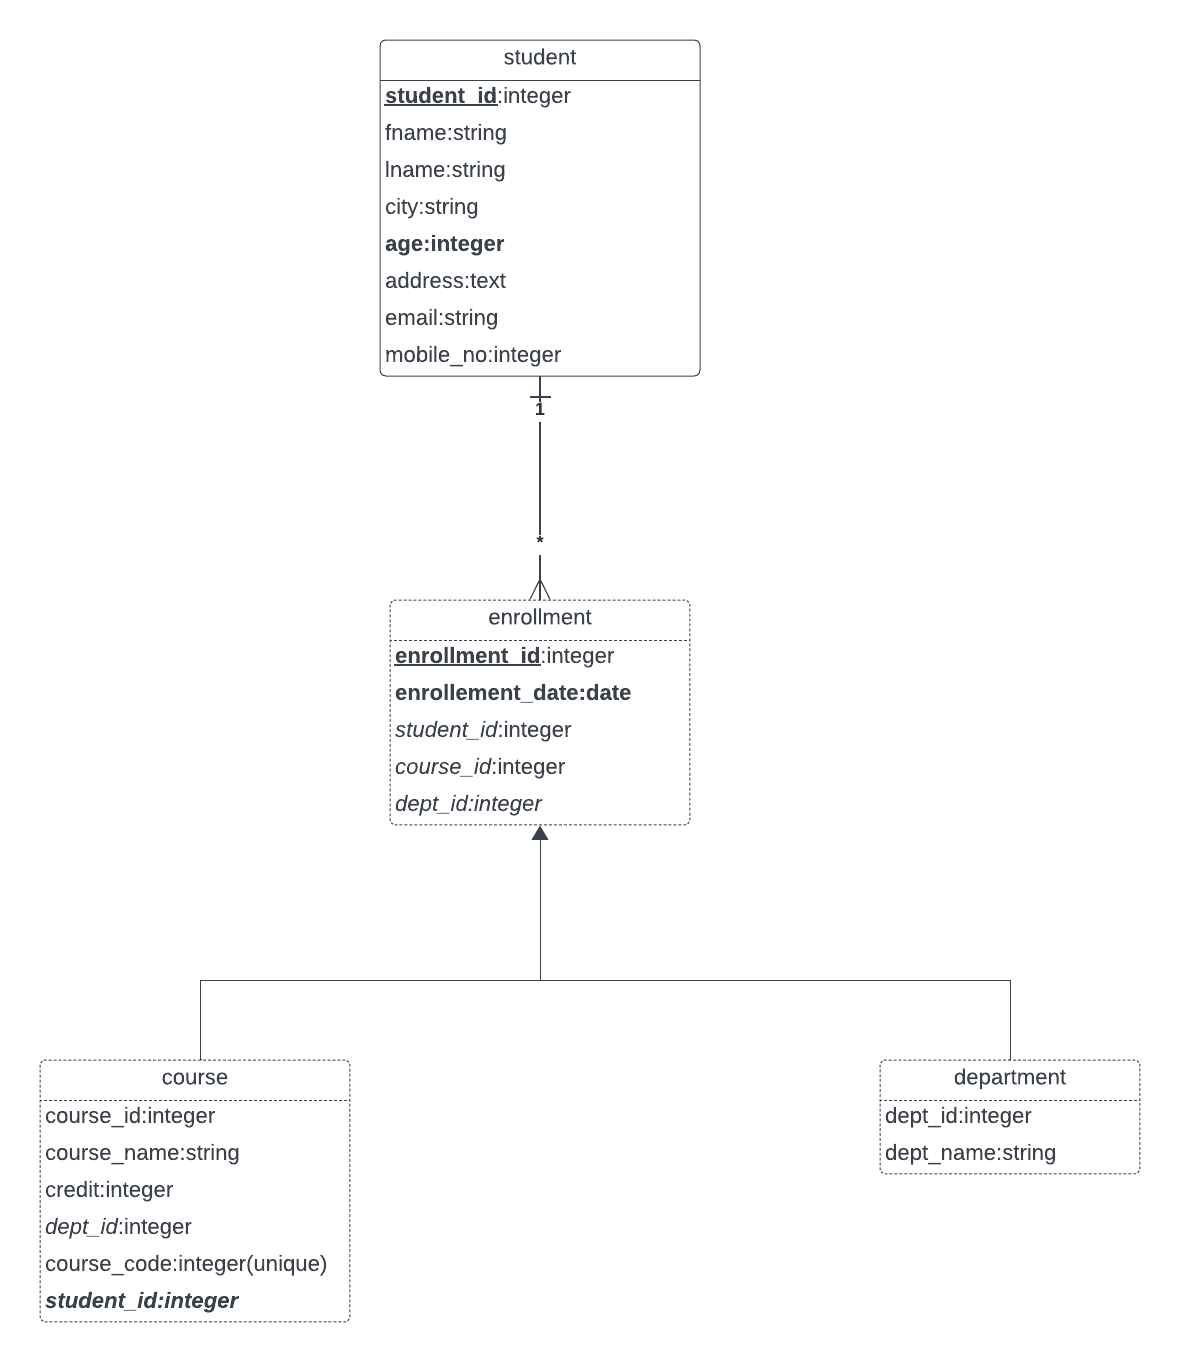 student
student_id:integer
fname:string
lname:string
city:string
age:integer
address:text
email:string
mobile_no:integer
1
*
enrollment
enrollment_id:integer
enrollement_date:date
student_id:integer
course_id:integer
dept_id:integer
course
course_id:integer
course_name:string
credit:integer
dept_id:integer
course_code:integer(unique)
student_id:integer
department
dept_id:integer
dept_name:string